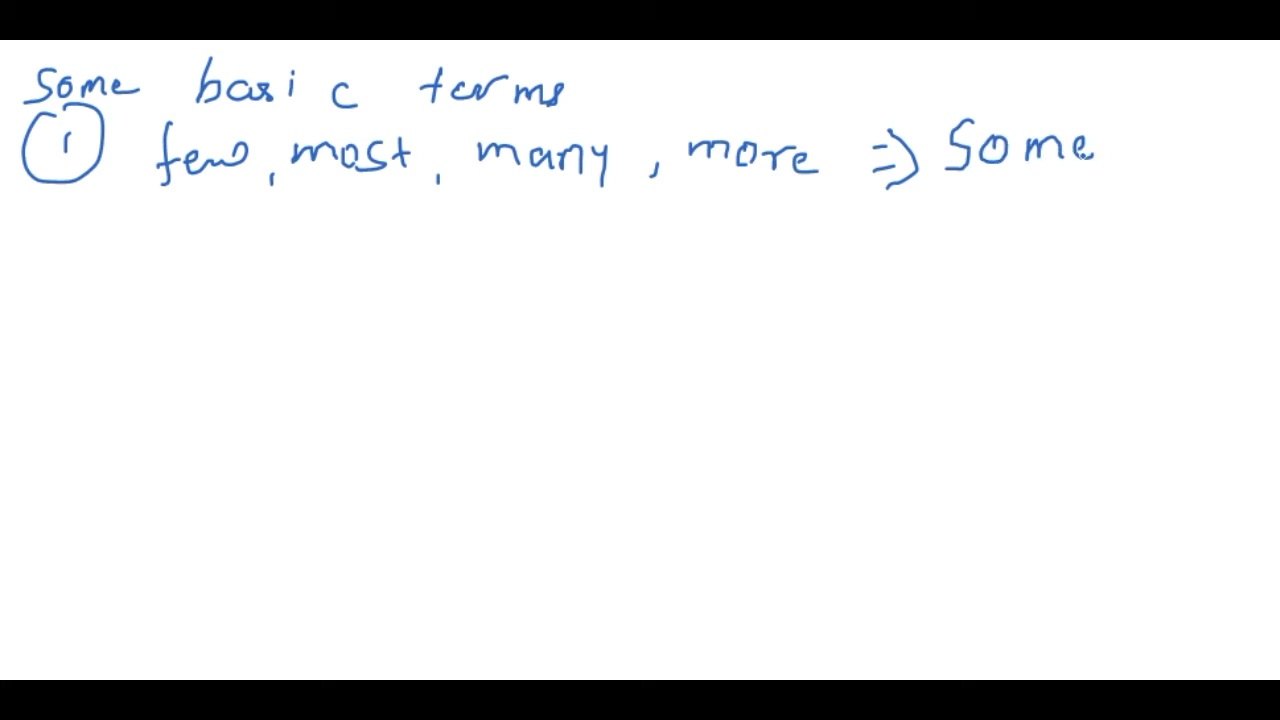 Some basic terms
① few, most, many, more => Some